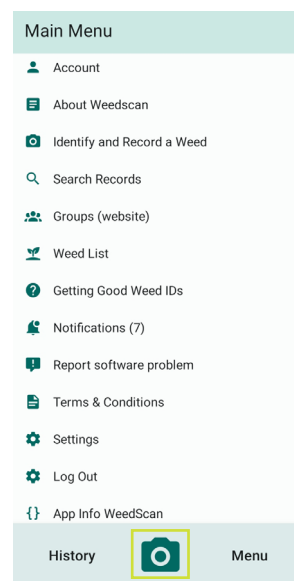 Main Menu
Account
About Weedscan
Identify and Record a Weed
Search Records
Groups (website)
Weed List
Getting Good Weed IDs
Notifications (7)
Report software problem
Terms & Conditions
Settings
Log Out
{} App Info WeedScan
History Menu